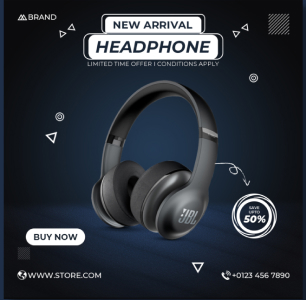 BRAND
NEW ARRIVAL
HEADPHONE
LIMITED TIME OFFER I CONDITIONS APPLY
JBL
SAVE
UPTO
50%
BUY NOW
WWW.STORE.COM
+0123 456 7890